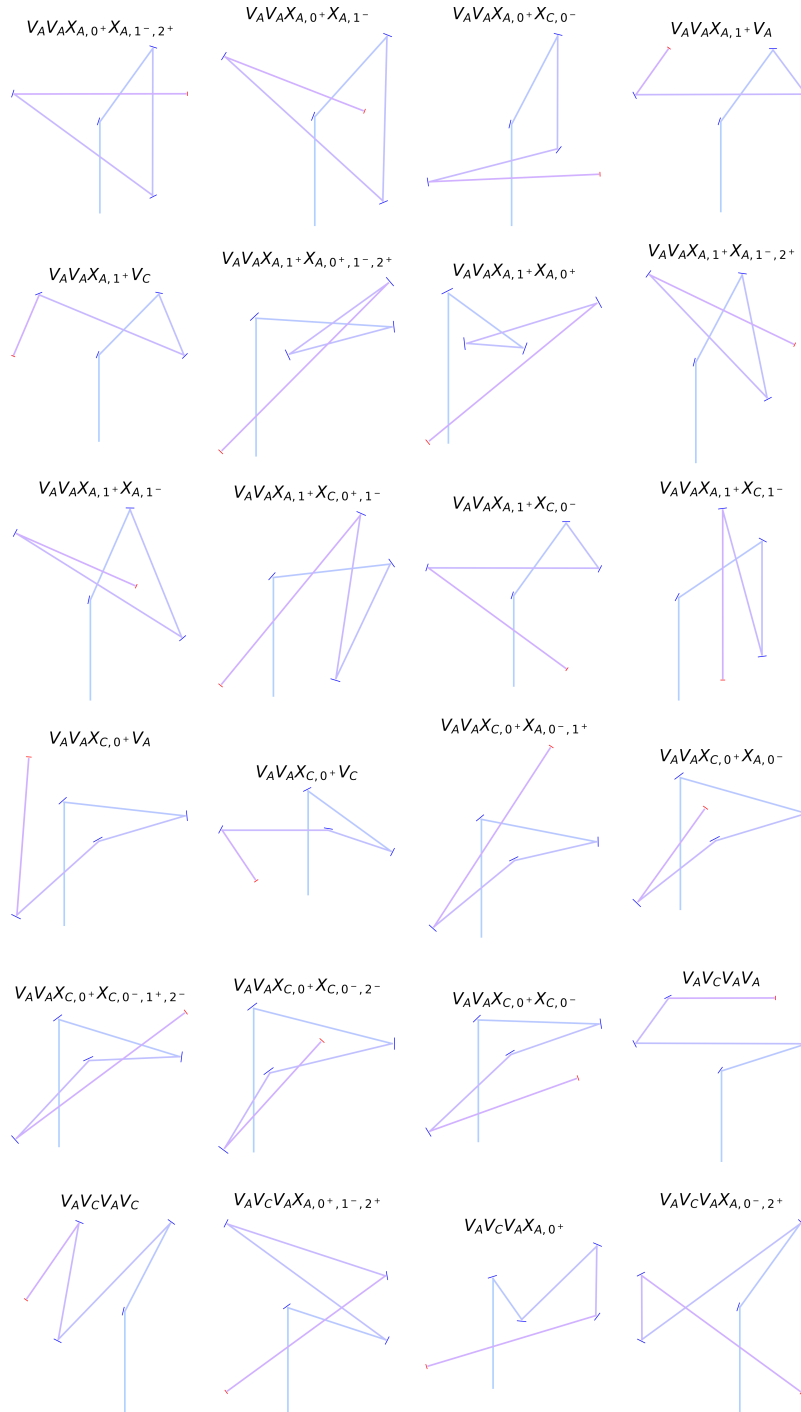 V_A V_A X_{A, 0⁺} X_{A, 1⁻, 2⁺}
V_A V_A X_{A, 0⁺} X_{A, 1⁻}
V_A V_A X_{A, 0⁺} X_{C, 0⁻}
V_A V_A X_{A, 1⁺} V_A
V_A V_A X_{A, 1⁺} V_C
V_A V_A X_{A, 1⁺} X_{A, 0⁺, 1⁻, 2⁺}
V_A V_A X_{A, 1⁺} X_{A, 0⁺}
V_A V_A X_{A, 1⁺} X_{A, 1⁻, 2⁺}
V_A V_A X_{A, 1⁺} X_{A, 1⁻}
V_A V_A X_{A, 1⁺} X_{C, 0⁺, 1⁻}
V_A V_A X_{A, 1⁺} X_{C, 0⁻}
V_A V_A X_{A, 1⁺} X_{C, 1⁻}
V_A V_A X_{C, 0⁺} V_A
V_A V_A X_{C, 0⁺} V_C
V_A V_A X_{C, 0⁺} X_{A, 0⁻, 1⁺}
V_A V_A X_{C, 0⁺} X_{A, 0⁻}
V_A V_A X_{C, 0⁺} X_{C, 0⁻, 1⁺, 2⁻}
V_A V_A X_{C, 0⁺} X_{C, 0⁻, 2⁻}
V_A V_A X_{C, 0⁺} X_{C, 0⁻}
V_A V_C V_A V_A
V_A V_C V_A V_C
V_A V_C V_A X_{A, 0⁺, 1⁻, 2⁺}
V_A V_C V_A X_{A, 0⁺}
V_A V_C V_A X_{A, 0⁻, 2⁺}